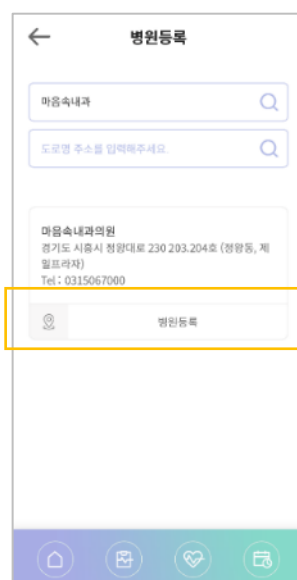 병원등록
마음속내과
도로명 주소를 입력해주세요.
마음속내과의원
경기도 시흥시 정왕대로 230 203.204호 (정왕동, 제
일프라자)
Tel : 0315067000
병원등록